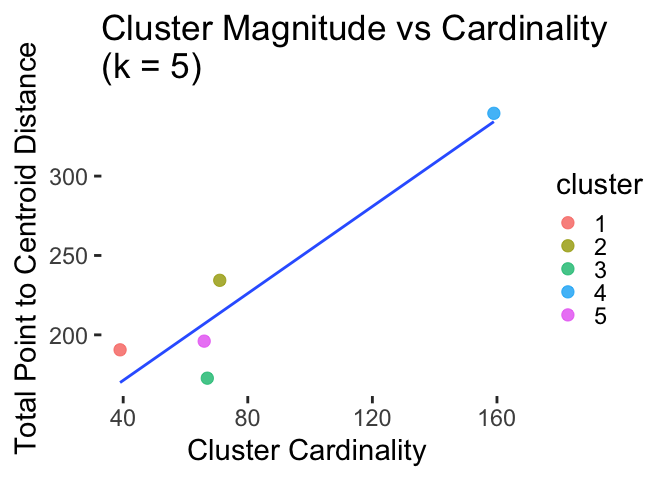 Cluster Magnitude vs Cardinality
(k = 5)
Total Point to Centroid Distance
300
250
200
40 80 120 160
Cluster Cardinality
cluster
1
2
3
4
5